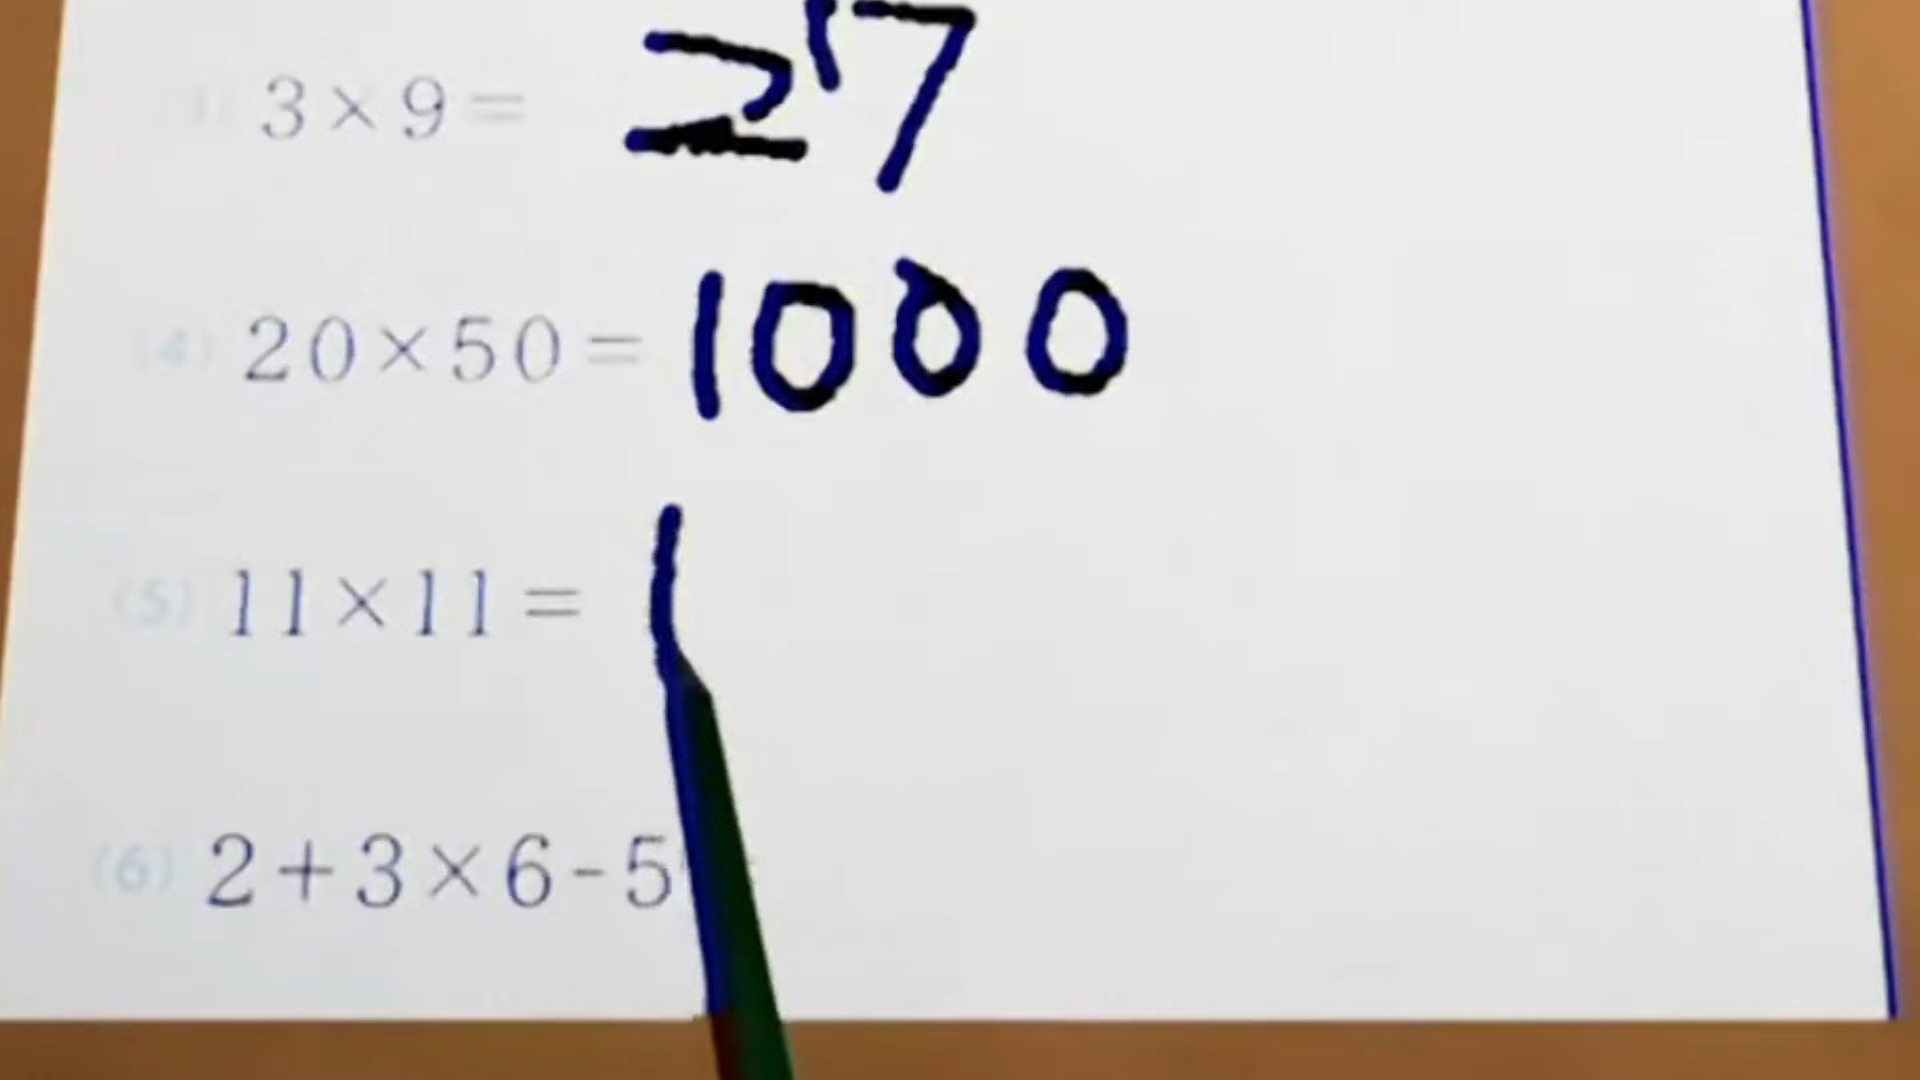 (3) 3×9= 27
(4) 20×50= 1000
(5) 11×11= 1
(6) 2+3×6-5